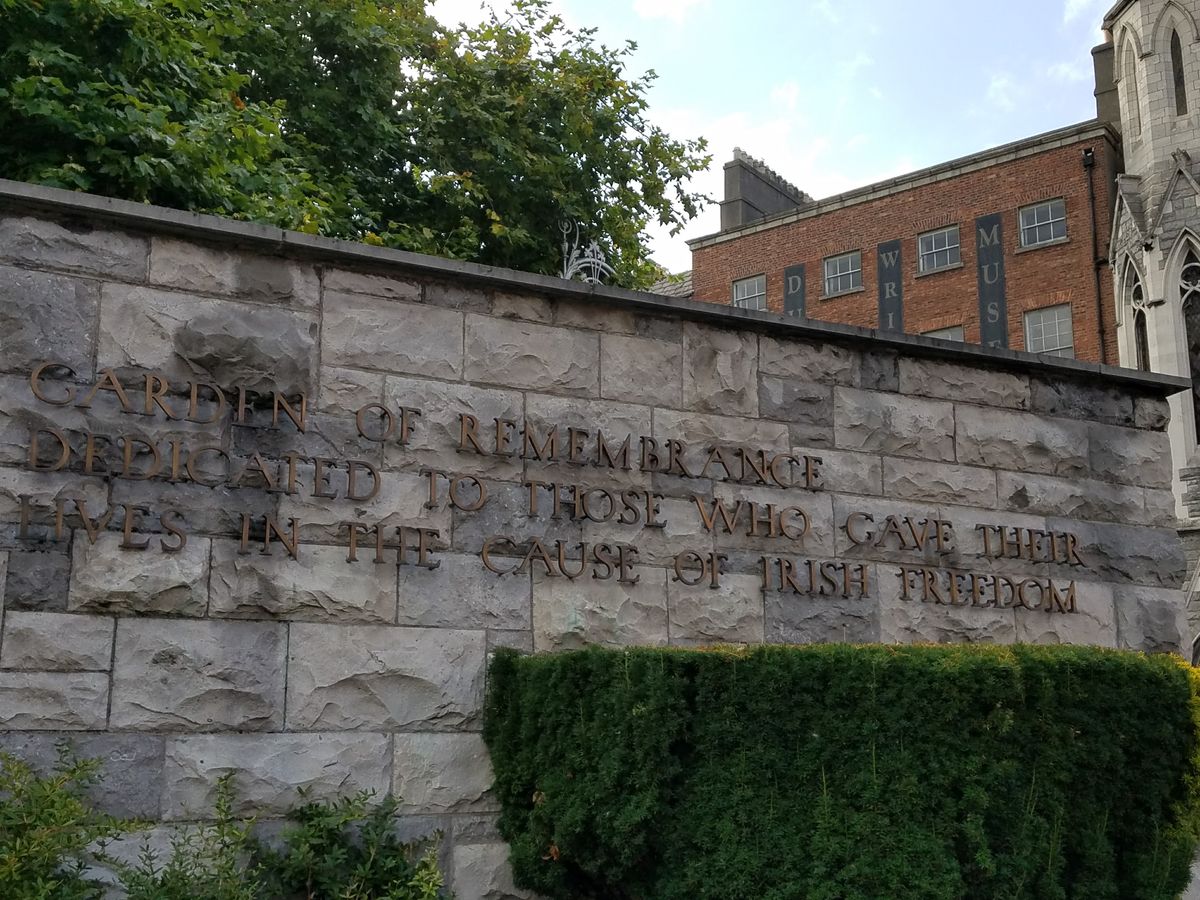 GARDEN OF REMEMBRANCE
DEDICATED TO THOSE WHO GAVE THEIR
LIVES IN THE CAUSE OF IRISH FREEDOM